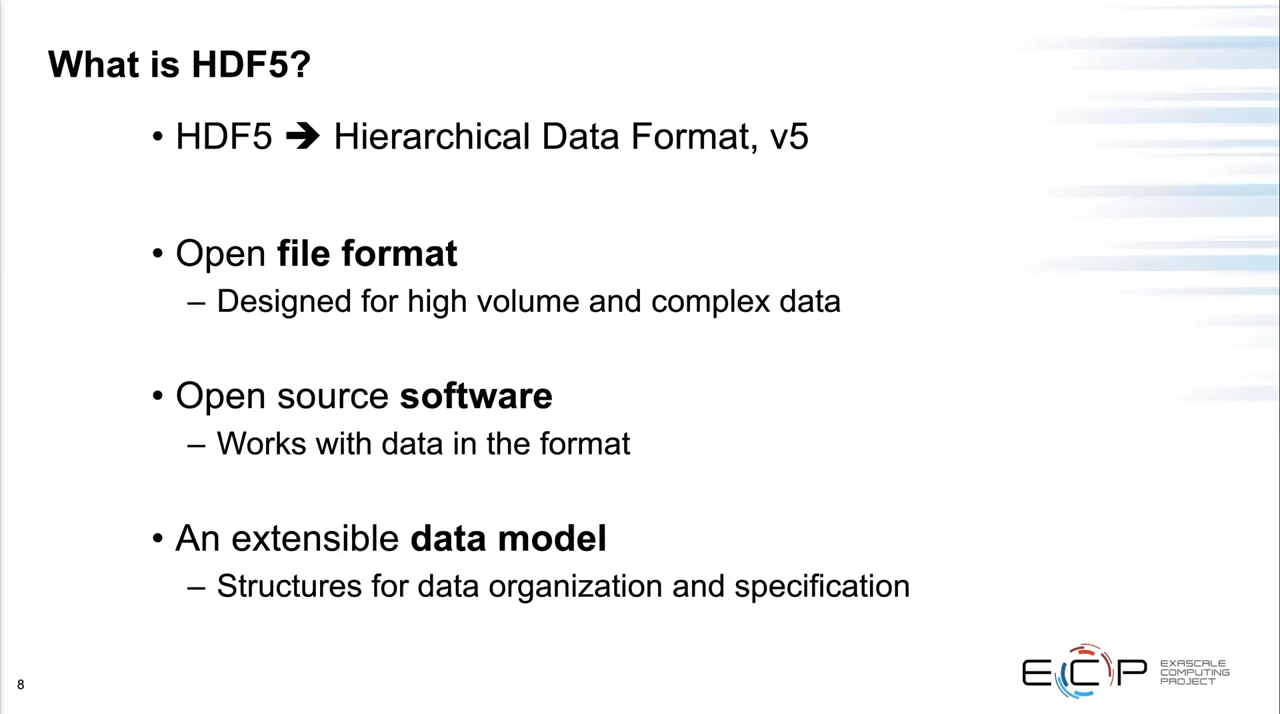 What is HDF5?
• HDF5 ➔ Hierarchical Data Format, v5
• Open file format
– Designed for high volume and complex data
• Open source software
– Works with data in the format
• An extensible data model
– Structures for data organization and specification
8
ECP
EXASCALE
COMPUTING
PROJECT